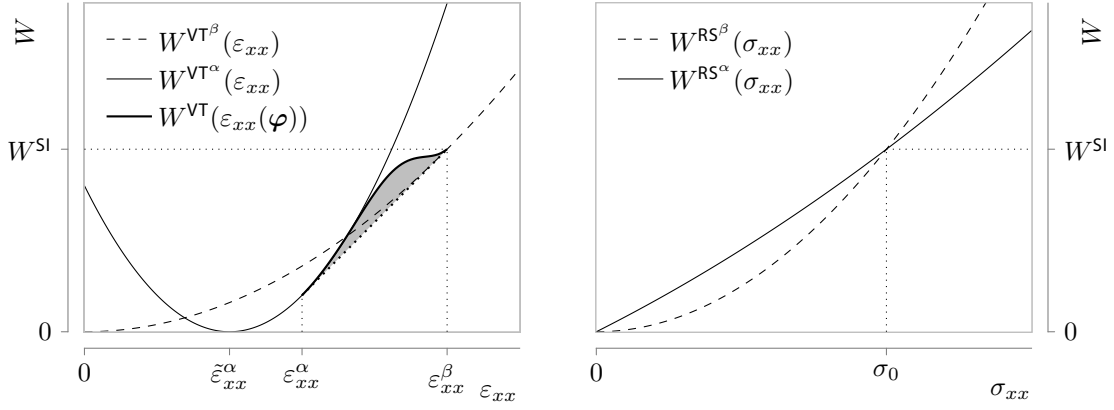 W
W^{VT^β}(ε_{xx})
W^{VT^α}(ε_{xx})
W^{VT}(ε_{xx}(φ))
W^{SI}
0
0
ε̃^α_{xx}
ε^α_{xx}
ε^β_{xx}
ε_{xx}
W
W^{RS^β}(σ_{xx})
W^{RS^α}(σ_{xx})
W^{SI}
0
0
σ_0
σ_{xx}